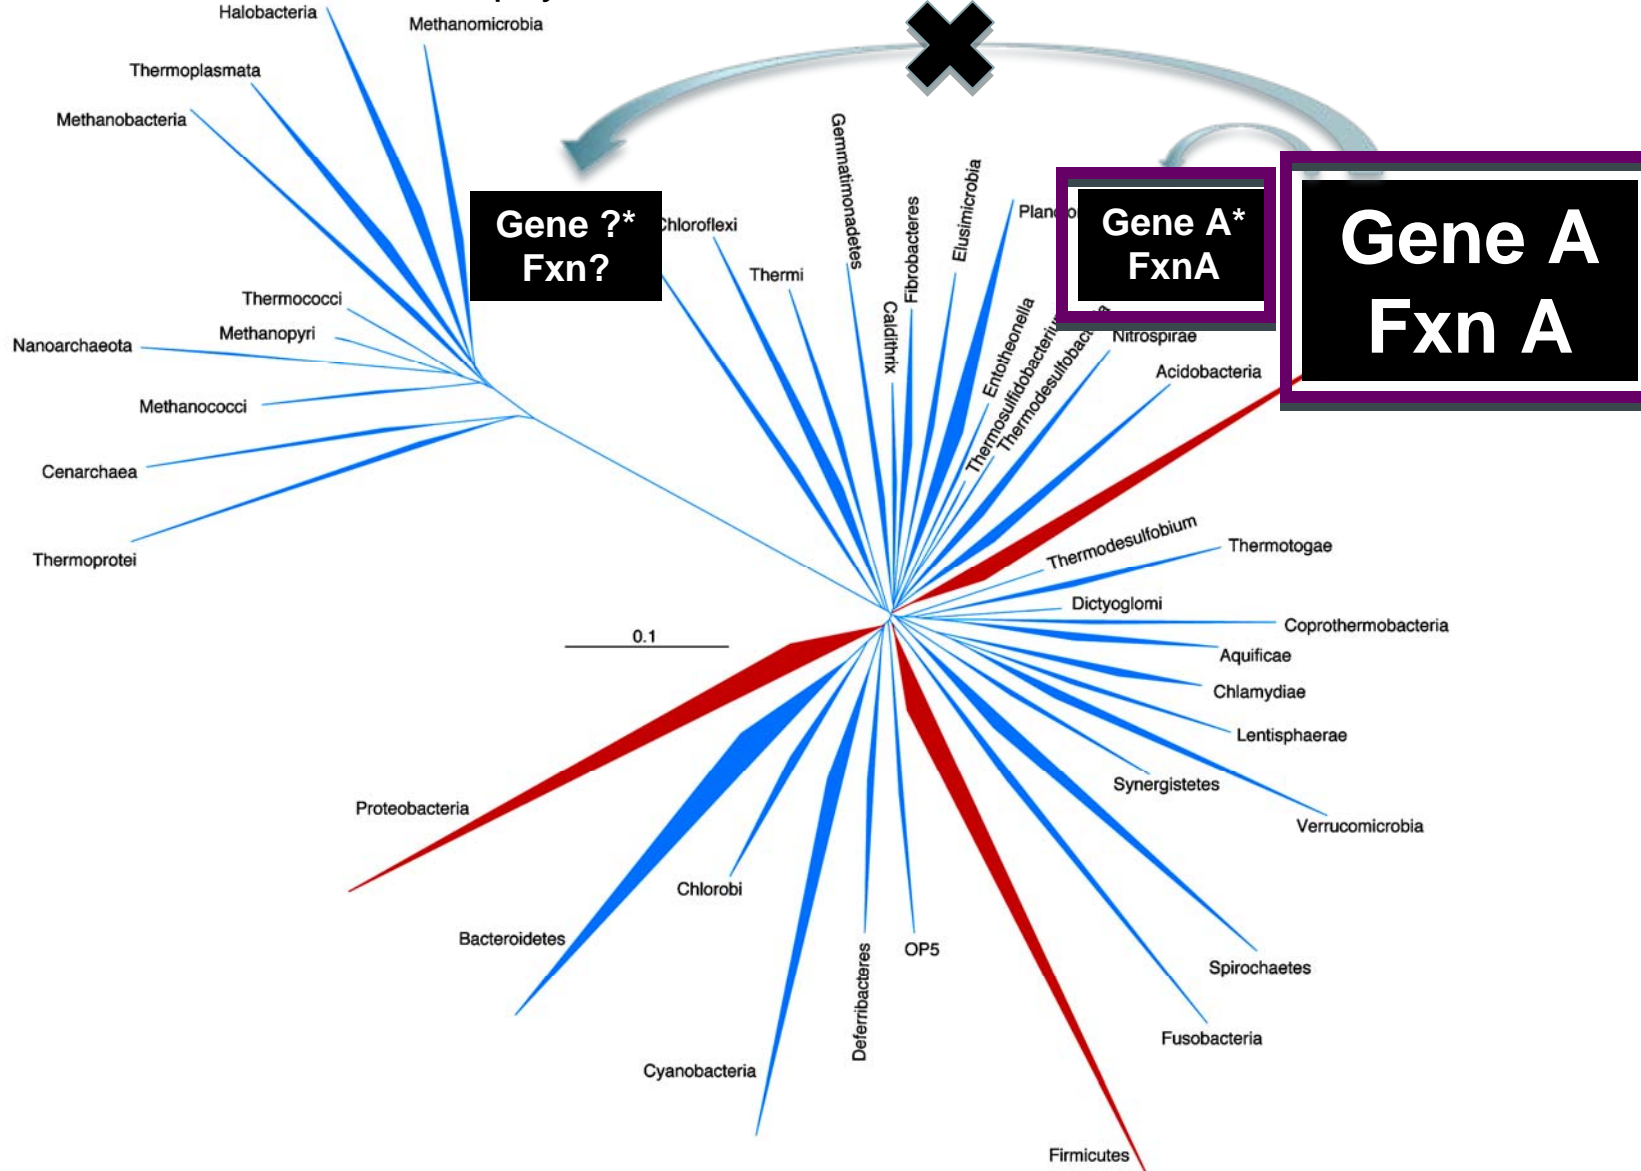 Halobacteria
Methanomicrobia
Thermoplasmata
Methanobacteria
Gene ?*
Fxn?
Chloroflexi
Thermi
Gemmatimonadetes
Caldithrix
Fibrobacteres
Elusimicrobia
Gene A*
FxnA
Gene A
Fxn A
Entotheonella
Thermosulfidobacterium
Thermodesulfobacteria
Nitrospirae
Acidobacteria
Thermococci
Methanopyri
Nanoarchaeota
Methanococci
Cenarchaea
Thermoprotei
Thermodesulfobium
Thermotogae
Dictyoglomi
Coprothermobacteria
Aquificae
Chlamydiae
Lentisphaerae
Synergistetes
Verrucomicrobia
0.1
Proteobacteria
Chlorobi
Bacteroidetes
Cyanobacteria
Deferribacteres
OP5
Spirochaetes
Fusobacteria
Firmicutes